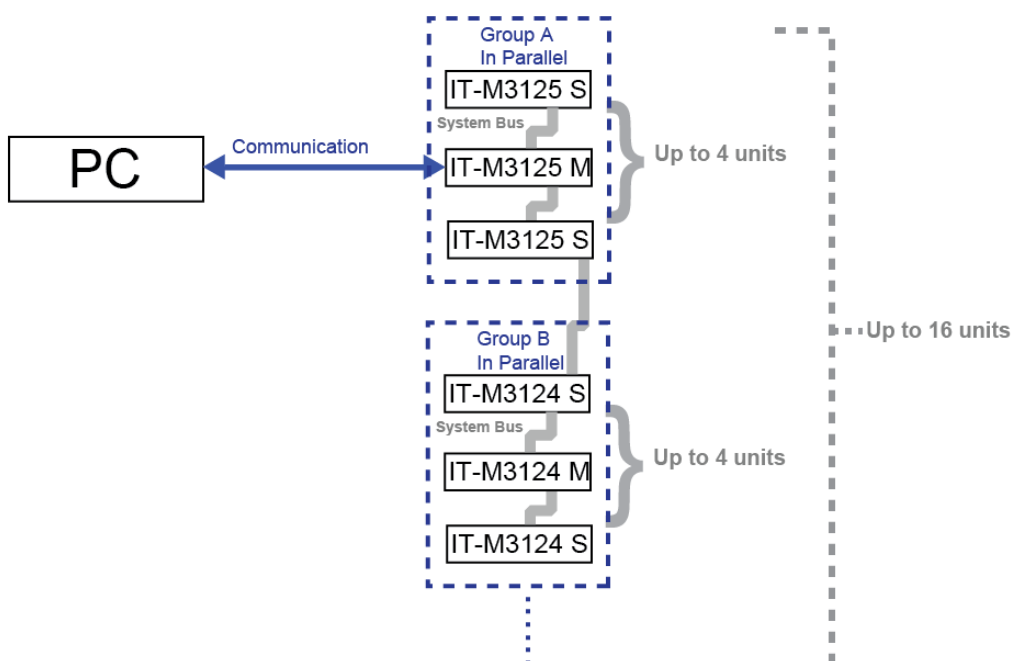 Group A
In Parallel
IT-M3125 S
System Bus
PC
Communication
IT-M3125 M
Up to 4 units
IT-M3125 S
Group B
In Parallel
Up to 16 units
IT-M3124 S
System Bus
IT-M3124 M
Up to 4 units
IT-M3124 S